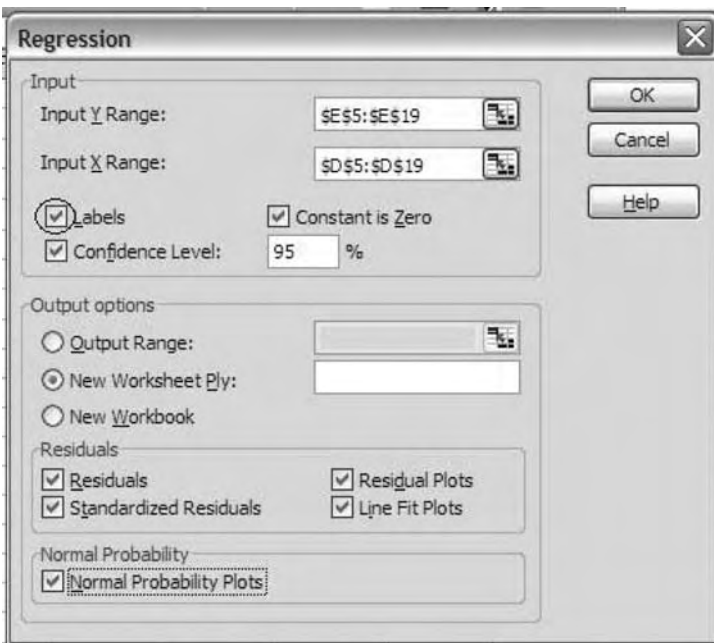 Regression
Input
Input Y Range: $E$5:$E$19
Input X Range: $D$5:$D$19
Labels Constant is Zero
Confidence Level: 95 %
OK
Cancel
Help
Output options
Output Range:
New Worksheet Ply:
New Workbook
Residuals
Residuals Residual Plots
Standardized Residuals Line Fit Plots
Normal Probability
Normal Probability Plots